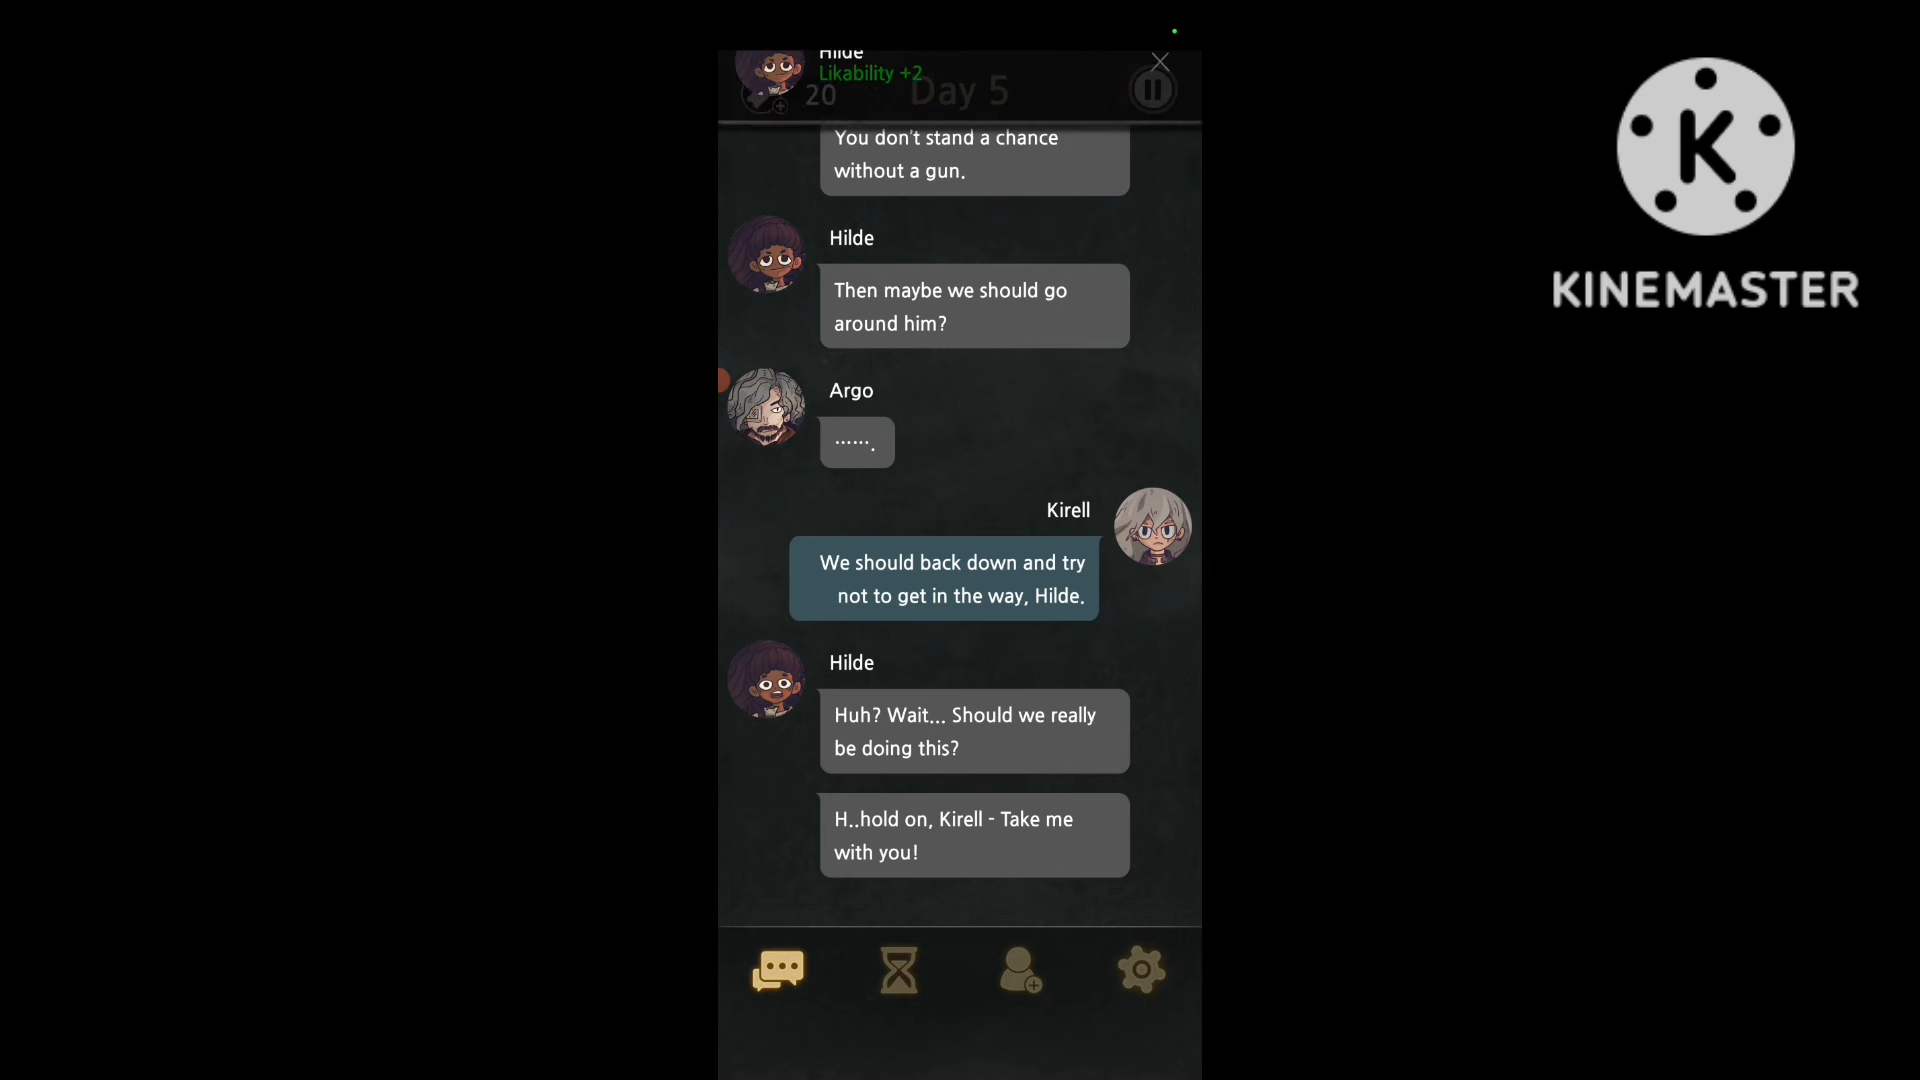 Hilde
Likability +2
20
Day 5
You don't stand a chance
without a gun.
Hilde
Then maybe we should go
around him?
Argo
…….
Kirell
We should back down and try
not to get in the way, Hilde.
Hilde
Huh? Wait... Should we really
be doing this?
H..hold on, Kirell - Take me
with you!
K
KINEMASTER